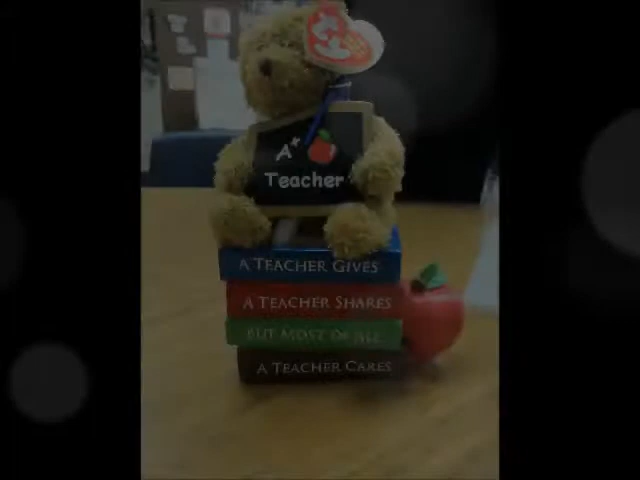 A+
Teacher
A TEACHER GIVES
A TEACHER SHARES
BUT MOST OF ALL
A TEACHER CARES